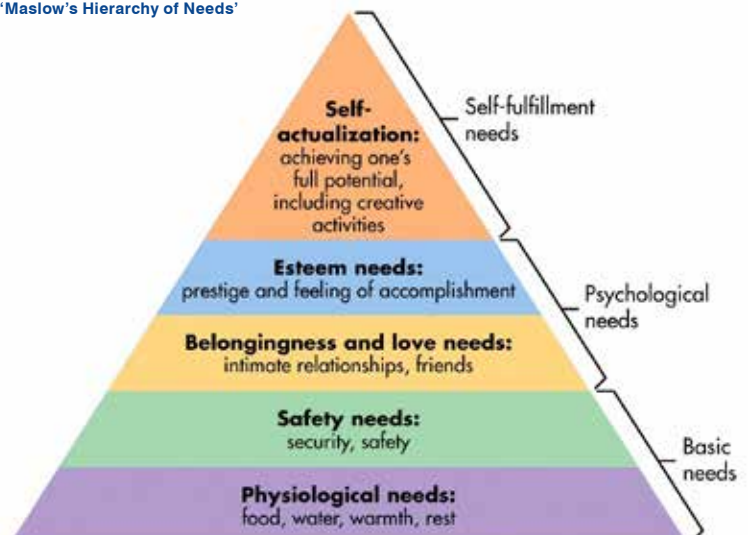 ‘Maslow’s Hierarchy of Needs’
Self-
actualization:
achieving one’s
full potential,
including creative
activities
Self-fulfillment
needs
Esteem needs:
prestige and feeling of accomplishment
Belongingness and love needs:
intimate relationships, friends
Psychological
needs
Safety needs:
security, safety
Physiological needs:
food, water, warmth, rest
Basic
needs